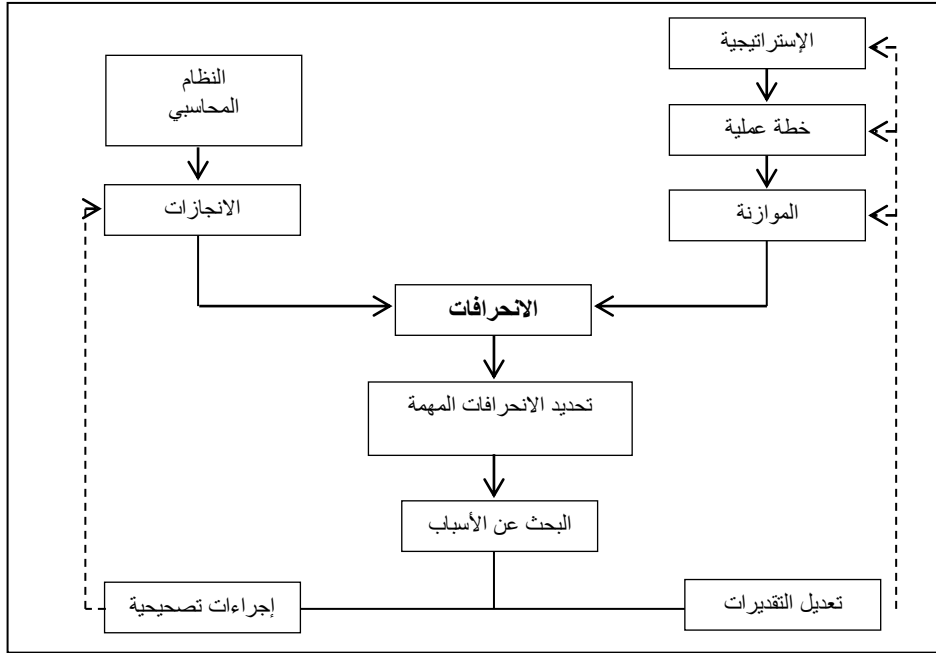 الإستراتيجية
النظام
المحاسبي
خطة عملية
الانجازات
الموازنة
الانحرافات
تحديد الانحرافات المهمة
البحث عن الأسباب
تعديل التقديرات
إجراءات تصحيحية